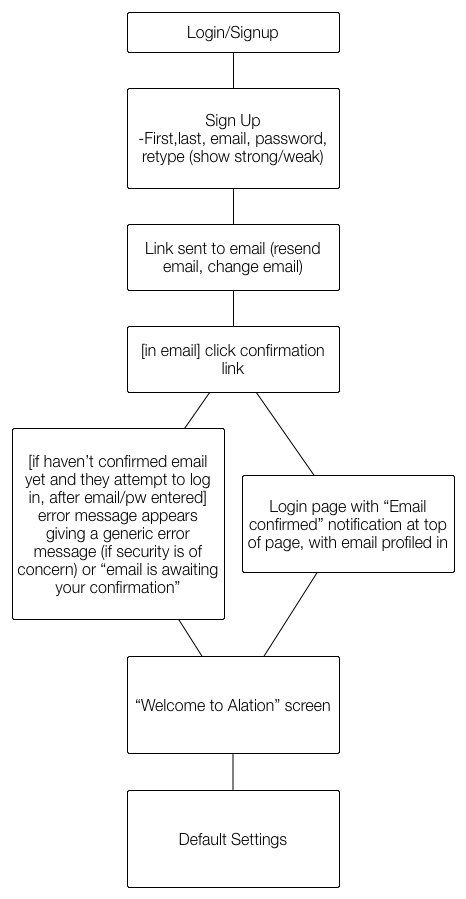 Login/Signup
Sign Up
-First,last, email, password,
retype (show strong/weak)
Link sent to email (resend
email, change email)
[in email] click confirmation
link
[if haven’t confirmed email
yet and they attempt to log
in, after email/pw entered]
error message appears
giving a generic error
message (if security is of
concern) or “email is awaiting
your confirmation”
Login page with “Email
confirmed” notification at top
of page, with email profiled in
“Welcome to Alation” screen
Default Settings